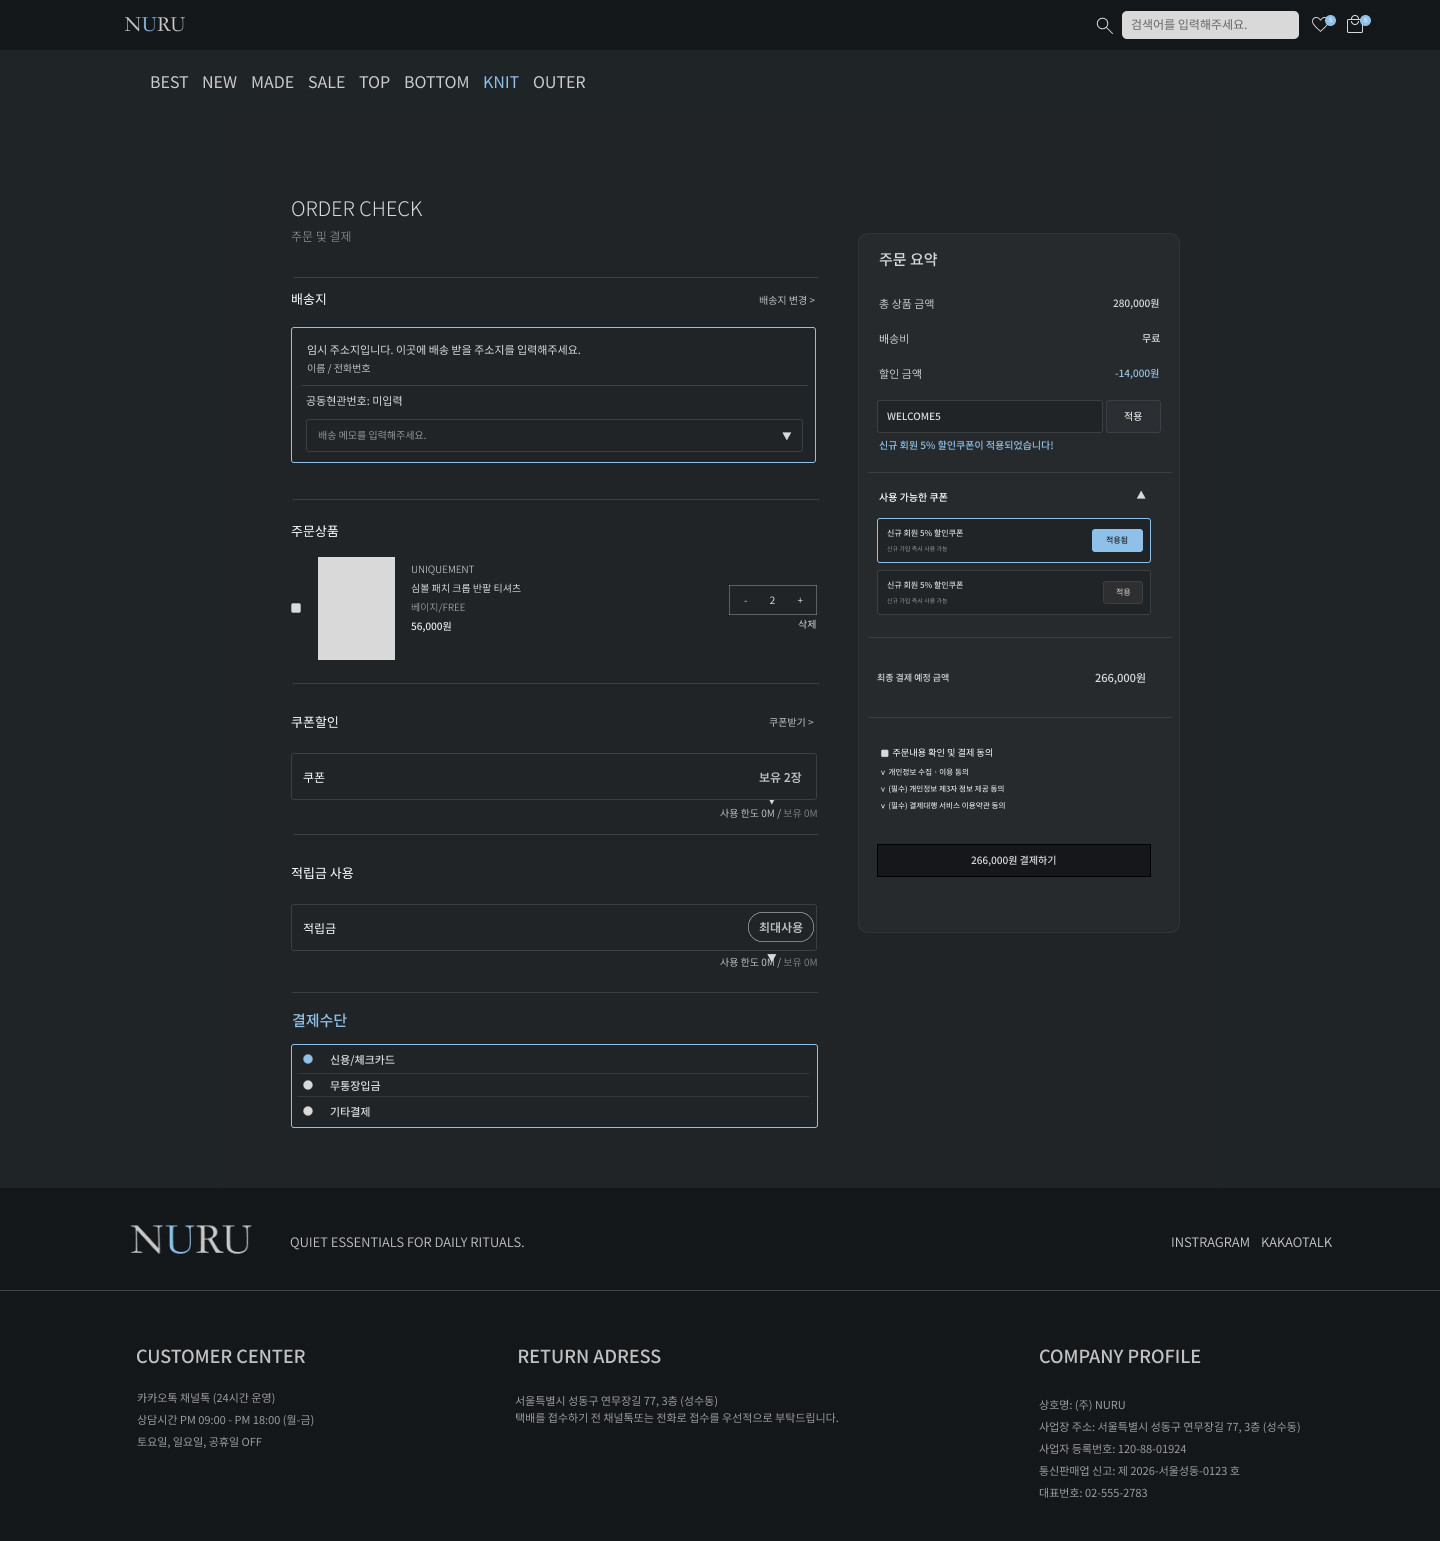 NURU
검색어를 입력해주세요.
BEST NEW MADE SALE TOP BOTTOM KNIT OUTER
ORDER CHECK
주문 및 결제
배송지
배송지 변경 >
임시 주소지입니다. 이곳에 배송 받을 주소지를 입력해주세요.
이름 / 전화번호
공동현관번호: 미입력
배송 메모를 입력해주세요.
▼
주문상품
UNIQUEMENT
심볼 패치 크롭 반팔 티셔츠
베이지/FREE
56,000원
- 2 +
삭제
쿠폰할인
쿠폰받기 >
쿠폰
보유 2장
사용 한도 0M / 보유 0M
적립금 사용
적립금
최대사용
사용 한도 0M / 보유 0M
결제수단
신용/체크카드
무통장입금
기타결제
주문 요약
총 상품 금액 280,000원
배송비 무료
할인 금액 -14,000원
WELCOME5 적용
신규 회원 5% 할인쿠폰이 적용되었습니다!
사용 가능한 쿠폰 ▲
신규 회원 5% 할인쿠폰
신규 가입 즉시 사용 가능
적용됨
신규 회원 5% 할인쿠폰
신규 가입 즉시 사용 가능
적용
최종 결제 예정 금액 266,000원
주문내용 확인 및 결제 동의
v 개인정보 수집 · 이용 동의
v (필수) 개인정보 제3자 정보 제공 동의
v (필수) 결제대행 서비스 이용약관 동의
266,000원 결제하기
NURU
QUIET ESSENTIALS FOR DAILY RITUALS.
INSTRAGRAM KAKAOTALK
CUSTOMER CENTER
카카오톡 채널톡 (24시간 운영)
상담시간 PM 09:00 - PM 18:00 (월-금)
토요일, 일요일, 공휴일 OFF
RETURN ADRESS
서울특별시 성동구 연무장길 77, 3층 (성수동)
택배를 접수하기 전 채널톡또는 전화로 접수를 우선적으로 부탁드립니다.
COMPANY PROFILE
상호명: (주) NURU
사업장 주소: 서울특별시 성동구 연무장길 77, 3층 (성수동)
사업자 등록번호: 120-88-01924
통신판매업 신고: 제 2026-서울성동-0123 호
대표번호: 02-555-2783